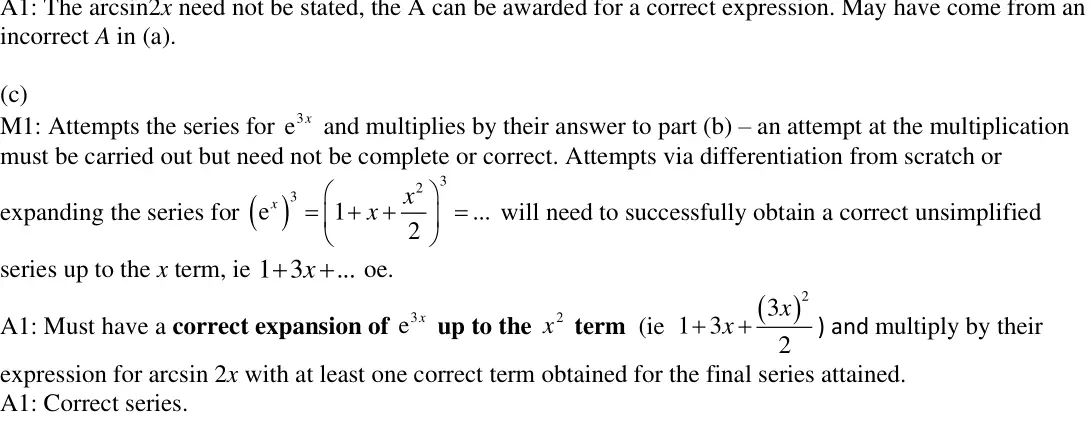 A1: The arcsin2x need not be stated, the A can be awarded for a correct expression. May have come from an
incorrect A in (a).
(c)
M1: Attempts the series for e^{3x} and multiplies by their answer to part (b) – an attempt at the multiplication
must be carried out but need not be complete or correct. Attempts via differentiation from scratch or
expanding the series for (e^x)^3 = (1 + x + x^2/2)^3 = ... will need to successfully obtain a correct unsimplified
series up to the x term, ie 1+3x+... oe.
A1: Must have a correct expansion of e^{3x} up to the x^2 term (ie 1+3x+(3x)^2/2) and multiply by their
expression for arcsin 2x with at least one correct term obtained for the final series attained.
A1: Correct series.